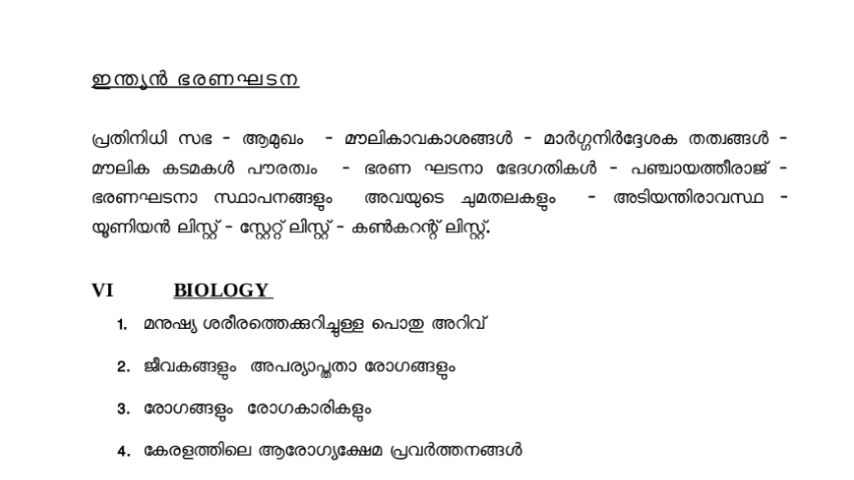 ഇന്ത്യൻ ഭരണഘടന
പ്രതിനിധി സഭ - ആമുഖം - മൗലികാവകാശങ്ങൾ - മാർഗ്ഗനിർദ്ദേശക തത്വങ്ങൾ -
മൗലിക കടമകൾ പൗരത്വം - ഭരണ ഘടനാ ഭേദഗതികൾ - പഞ്ചായത്തീരാജ് -
ഭരണഘടനാ സ്ഥാപനങ്ങളും അവയുടെ ചുമതലകളും - അടിയന്തിരാവസ്ഥ -
യൂണിയൻ ലിസ്റ്റ് - സ്റ്റേറ്റ് ലിസ്റ്റ് - കൺകറന്റ് ലിസ്റ്റ്.
VI BIOLOGY
1. മനുഷ്യ ശരീരത്തെക്കുറിച്ചുള്ള പൊതു അറിവ്
2. ജീവകങ്ങളും അപര്യാപ്തതാ രോഗങ്ങളും
3. രോഗങ്ങളും രോഗകാരികളും
4. കേരളത്തിലെ ആരോഗ്യക്ഷേമ പ്രവർത്തനങ്ങൾ